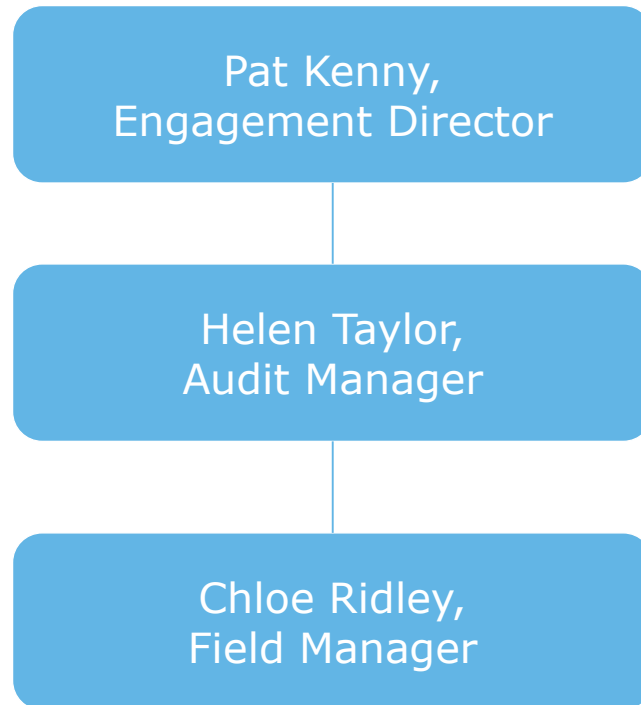 Pat Kenny,
Engagement Director
Helen Taylor,
Audit Manager
Chloe Ridley,
Field Manager